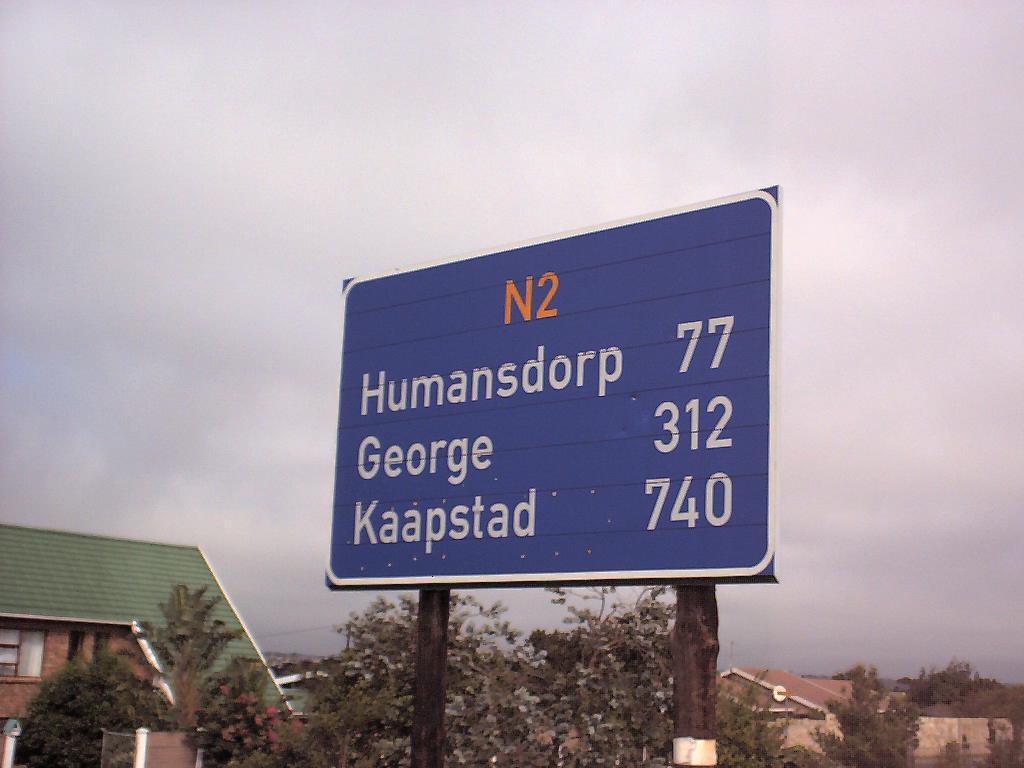 N2
Humansdorp 77
George 312
Kaapstad 740